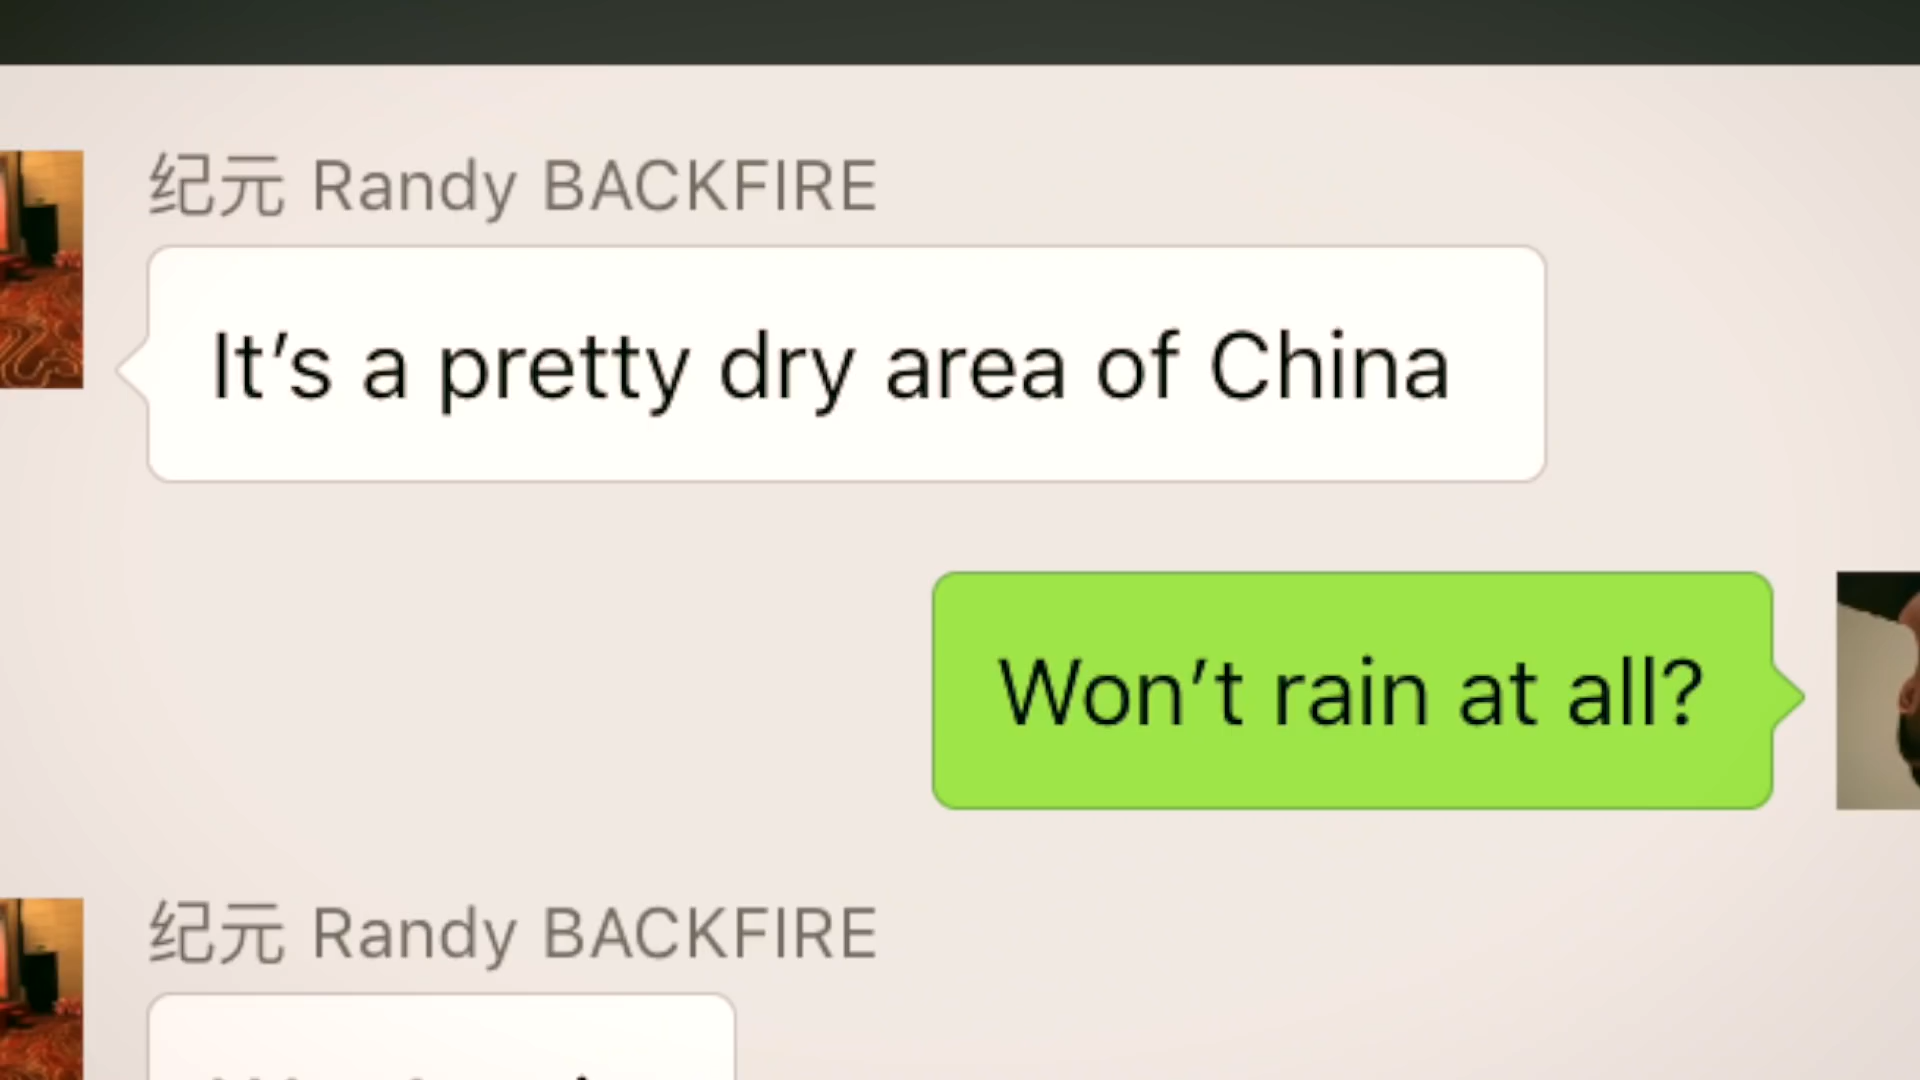 纪元 Randy BACKFIRE
It’s a pretty dry area of China
Won’t rain at all?
纪元 Randy BACKFIRE